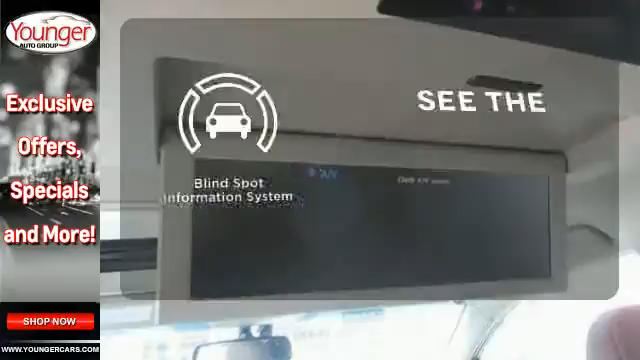 Younger
AUTO GROUP
Exclusive
Offers,
Specials
and More!
SHOP NOW
WWW.YOUNGERCARS.COM
SEE THE
Blind Spot
Information System